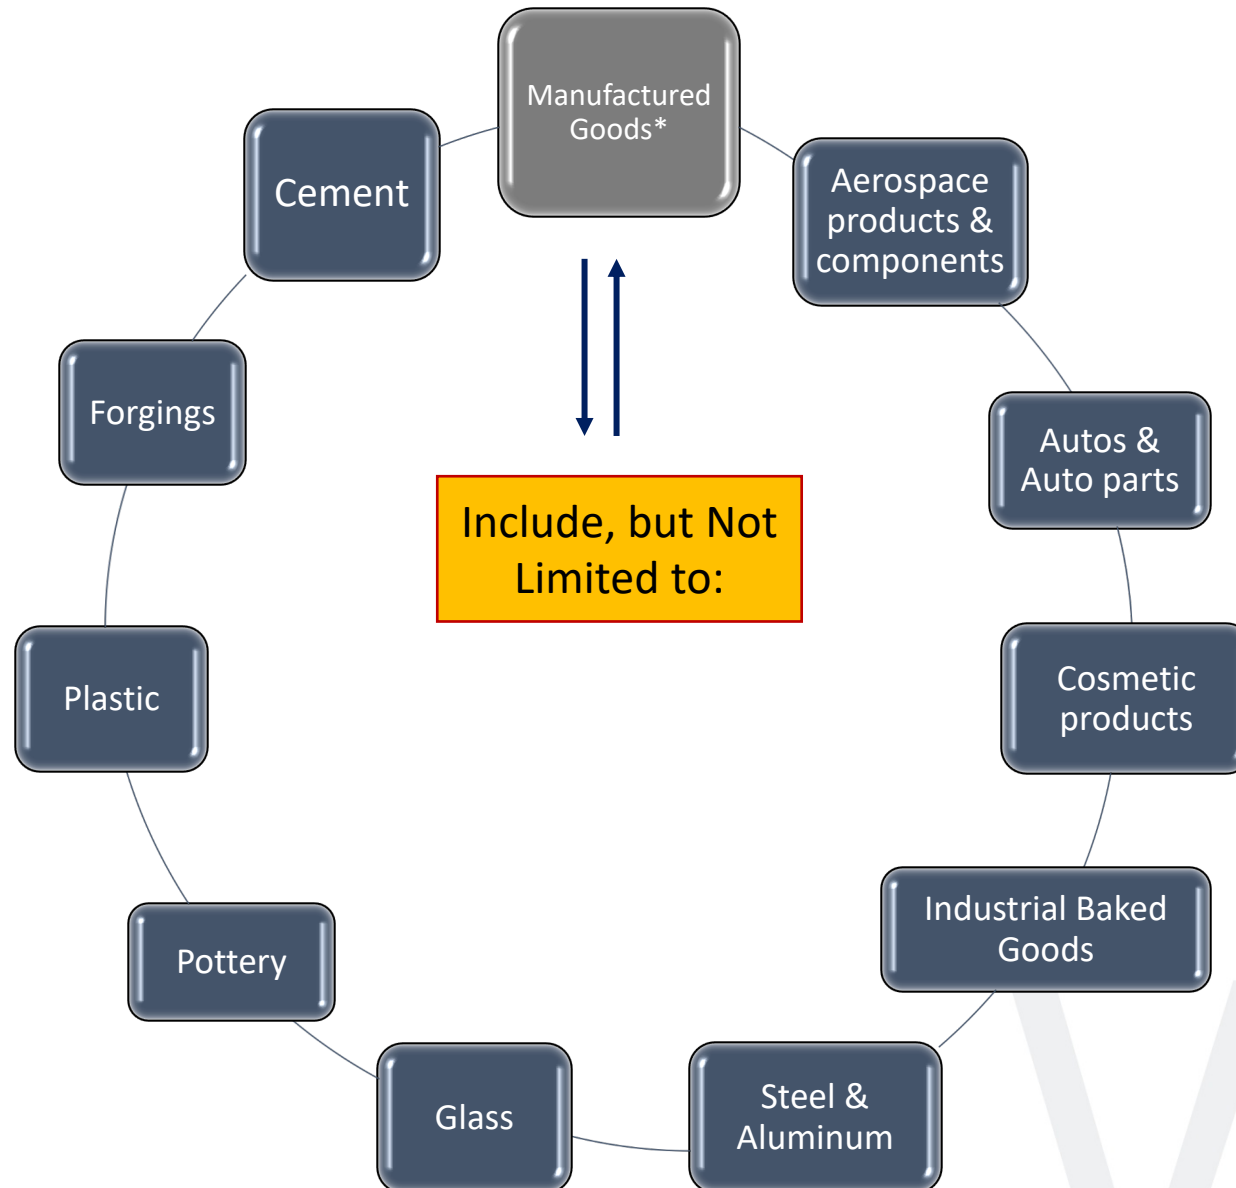 Manufactured
Goods*
Aerospace
products &
components
Autos &
Auto parts
Cosmetic
products
Industrial Baked
Goods
Steel &
Aluminum
Glass
Pottery
Plastic
Forgings
Cement
Include, but Not
Limited to: